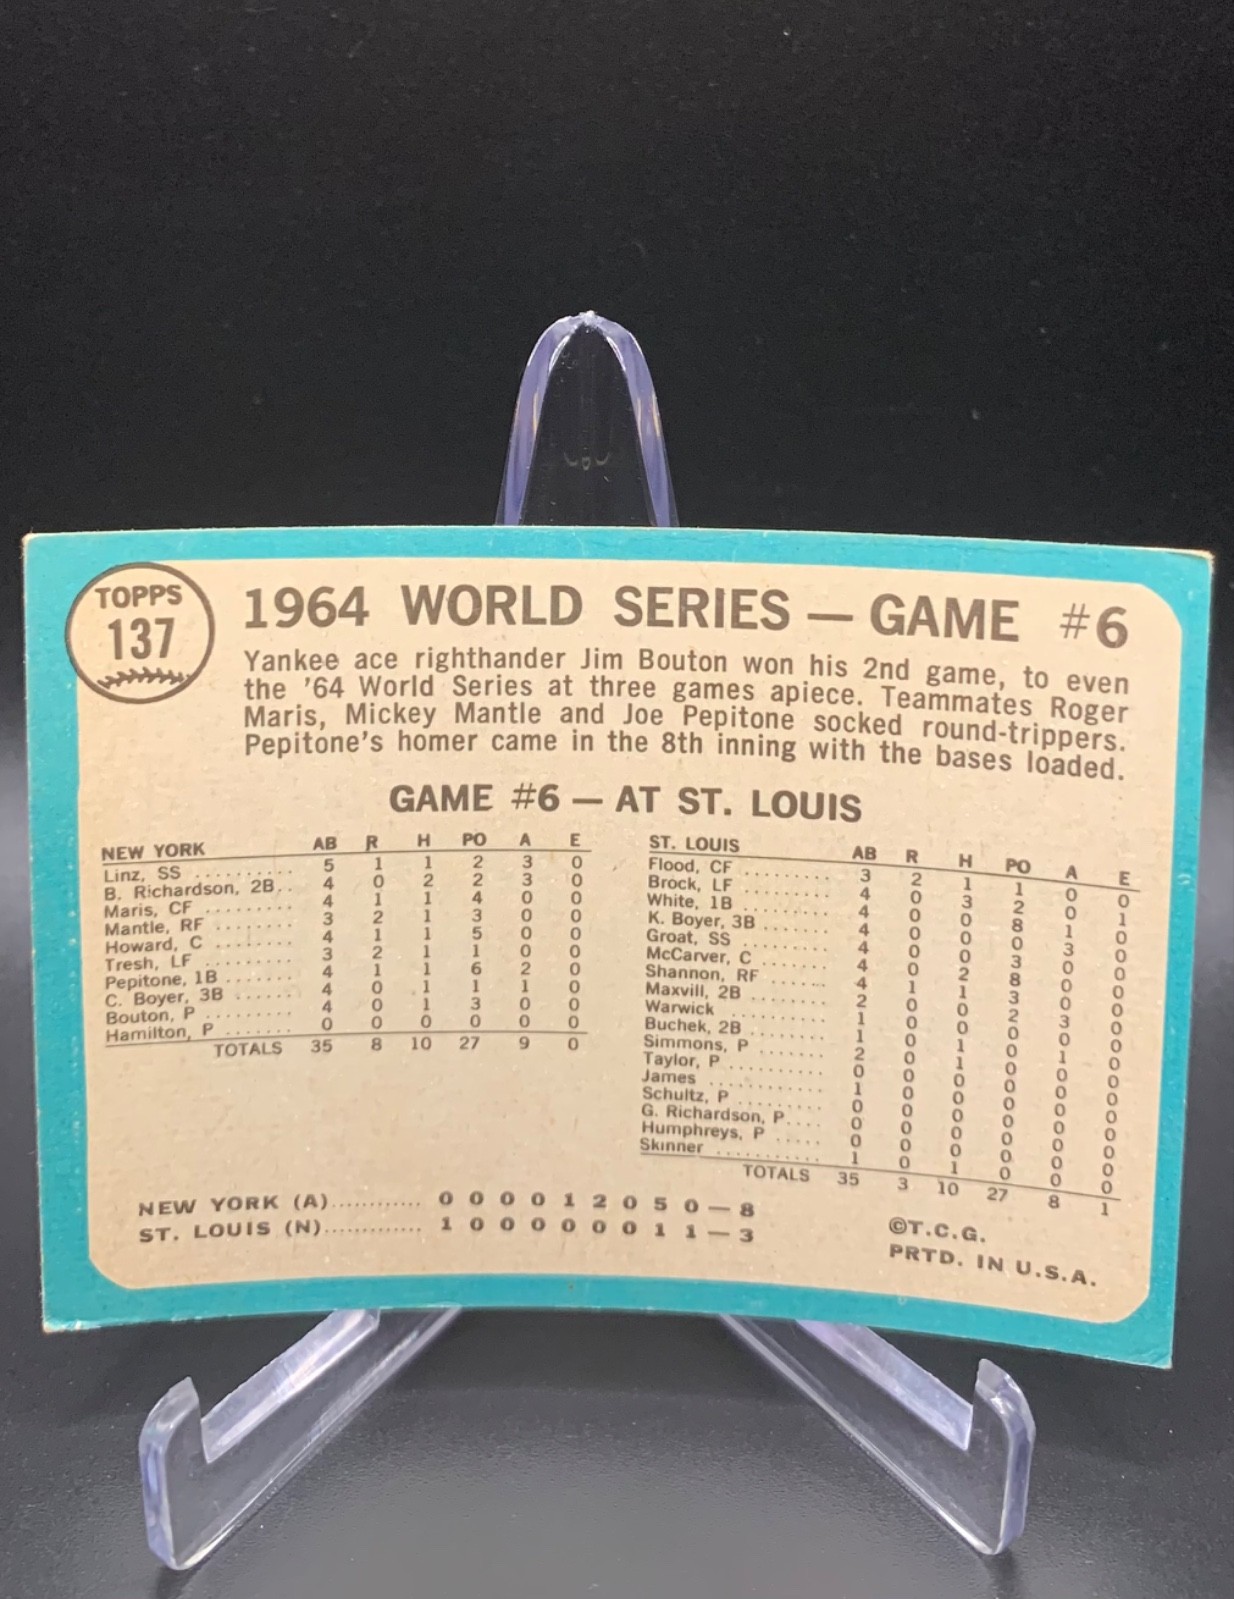 TOPPS
137
1964 WORLD SERIES — GAME #6
Yankee ace righthander Jim Bouton won his 2nd game, to even
the '64 World Series at three games apiece. Teammates Roger
Maris, Mickey Mantle and Joe Pepitone socked round-trippers.
Pepitone's homer came in the 8th inning with the bases loaded.
GAME #6 — AT ST. LOUIS
NEW YORK AB R H PO A E
Linz, SS .......... 5 1 1 2 3 0
B. Richardson, 2B.. 4 0 2 2 3 0
Maris, CF ......... 4 1 1 4 0 0
Mantle, RF ........ 3 2 1 3 0 0
Howard, C ......... 4 1 1 5 0 0
Tresh, LF ......... 3 2 1 1 0 0
Pepitone, 1B ....... 4 1 1 6 2 0
C. Boyer, 3B ...... 4 0 1 1 1 0
Bouton, P ......... 4 0 1 3 0 0
Hamilton, P ....... 0 0 0 0 0 0
TOTALS 35 8 10 27 9 0
ST. LOUIS AB R H PO A E
Flood, CF ......... 3 2 1 1 0 0
Brock, LF ......... 4 0 3 2 0 1
White, 1B ......... 4 0 0 8 1 0
K. Boyer, 3B ....... 4 0 0 0 3 0
Groat, SS ......... 4 0 0 3 0 0
McCarver, C ....... 4 0 2 8 0 0
Shannon, RF ...... 4 1 1 3 0 0
Maxvill, 2B ........ 2 0 0 2 3 0
Warwick .......... 1 0 0 0 0 0
Buchek, 2B ........ 1 0 1 0 1 0
Simmons, P ....... 2 0 1 0 0 0
Taylor, P .......... 0 0 0 0 0 0
James ............ 1 0 0 0 0 0
Schultz, P ......... 0 0 0 0 0 0
G. Richardson, P.... 0 0 0 0 0 0
Humphreys, P ..... 0 0 0 0 0 0
Skinner ........... 1 0 1 0 0 0
TOTALS 35 3 10 27 8 1
NEW YORK (A)............ 0 0 0 0 1 2 0 5 0 — 8
ST. LOUIS (N)............. 1 0 0 0 0 0 0 1 1 — 3
©T.C.G.
PRTD. IN U.S.A.